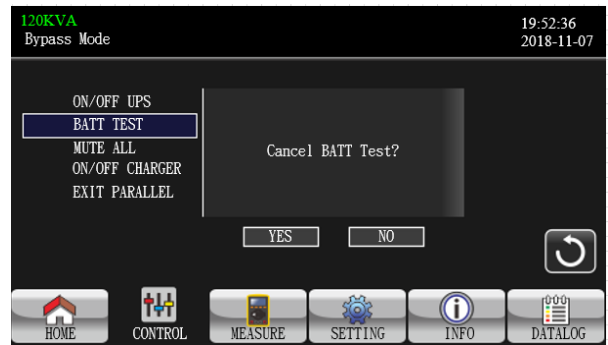 120KVA
Bypass Mode
19:52:36
2018-11-07
ON/OFF UPS
BATT TEST
MUTE ALL
ON/OFF CHARGER
EXIT PARALLEL
Cancel BATT Test?
YES NO
HOME CONTROL MEASURE SETTING INFO DATALOG